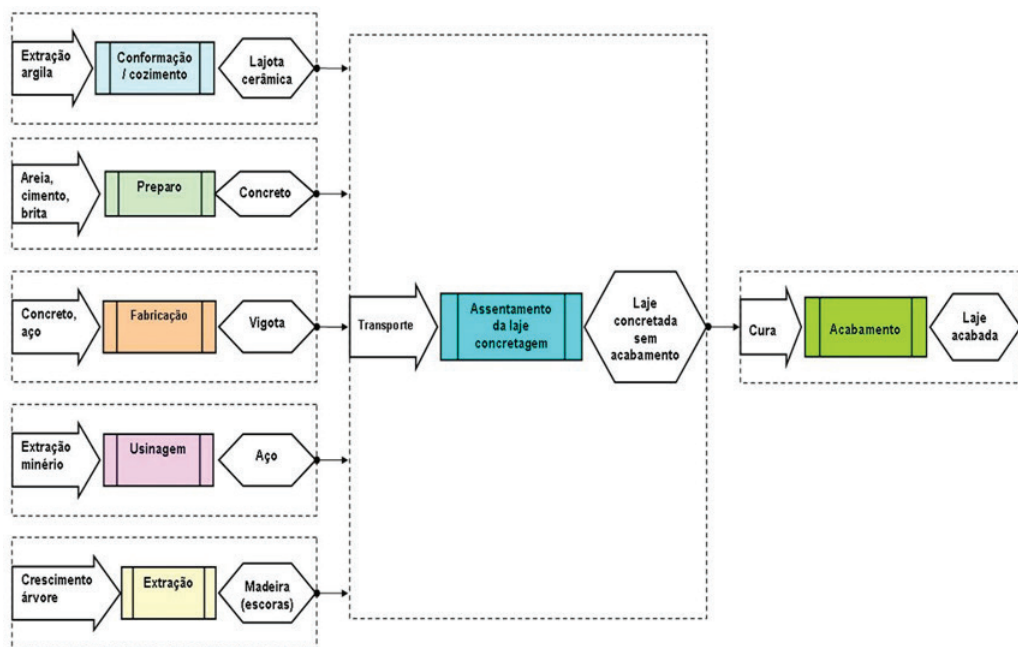 Extração
argila
Conformação
/ cozimento
Lajota
cerâmica
Areia,
cimento,
brita
Preparo
Concreto
Concreto,
aço
Fabricação
Vigota
Extração
minério
Usinagem
Aço
Crescimento
árvore
Extração
Madeira
(escoras)
Transporte
Assentamento
da laje
concretagem
Laje
concretada
sem
acabamento
Cura
Acabamento
Laje
acabada